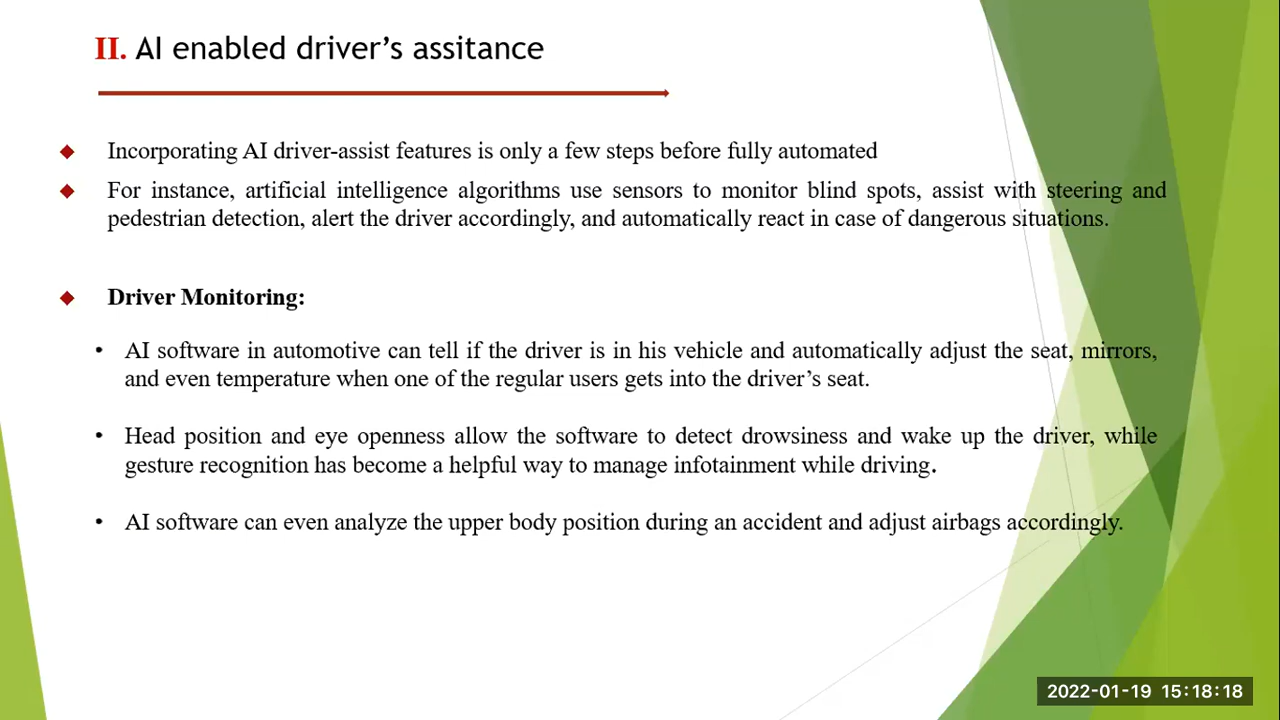 II. AI enabled driver’s assitance
Incorporating AI driver-assist features is only a few steps before fully automated
For instance, artificial intelligence algorithms use sensors to monitor blind spots, assist with steering and
pedestrian detection, alert the driver accordingly, and automatically react in case of dangerous situations.
Driver Monitoring:
• AI software in automotive can tell if the driver is in his vehicle and automatically adjust the seat, mirrors,
and even temperature when one of the regular users gets into the driver’s seat.
• Head position and eye openness allow the software to detect drowsiness and wake up the driver, while
gesture recognition has become a helpful way to manage infotainment while driving.
• AI software can even analyze the upper body position during an accident and adjust airbags accordingly.
2022-01-19 15:18:18